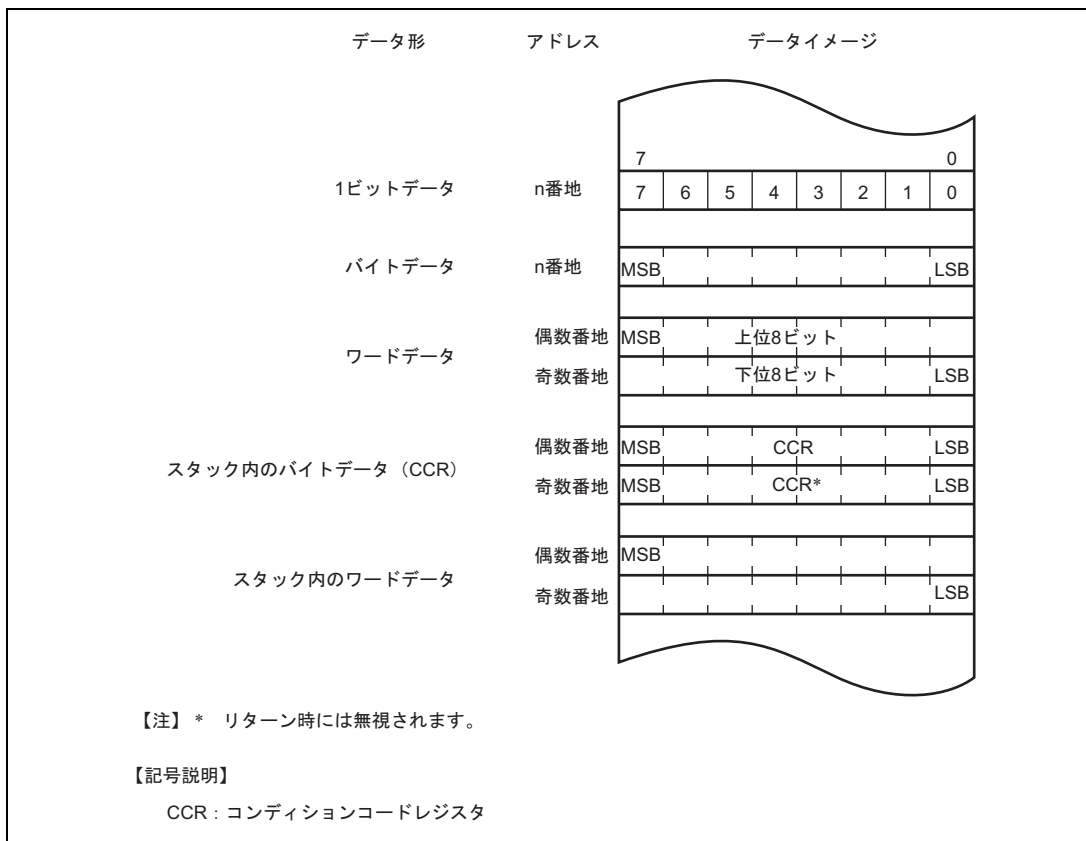 データ形 アドレス データイメージ
7 0
1ビットデータ n番地 7 6 5 4 3 2 1 0
バイトデータ n番地 MSB LSB
ワードデータ
偶数番地 MSB 上位8ビット
奇数番地 下位8ビット LSB
スタック内のバイトデータ（CCR）
偶数番地 MSB CCR LSB
奇数番地 MSB CCR* LSB
スタック内のワードデータ
偶数番地 MSB
奇数番地 LSB
【注】 * リターン時には無視されます。
【記号説明】
CCR：コンディションコードレジスタ